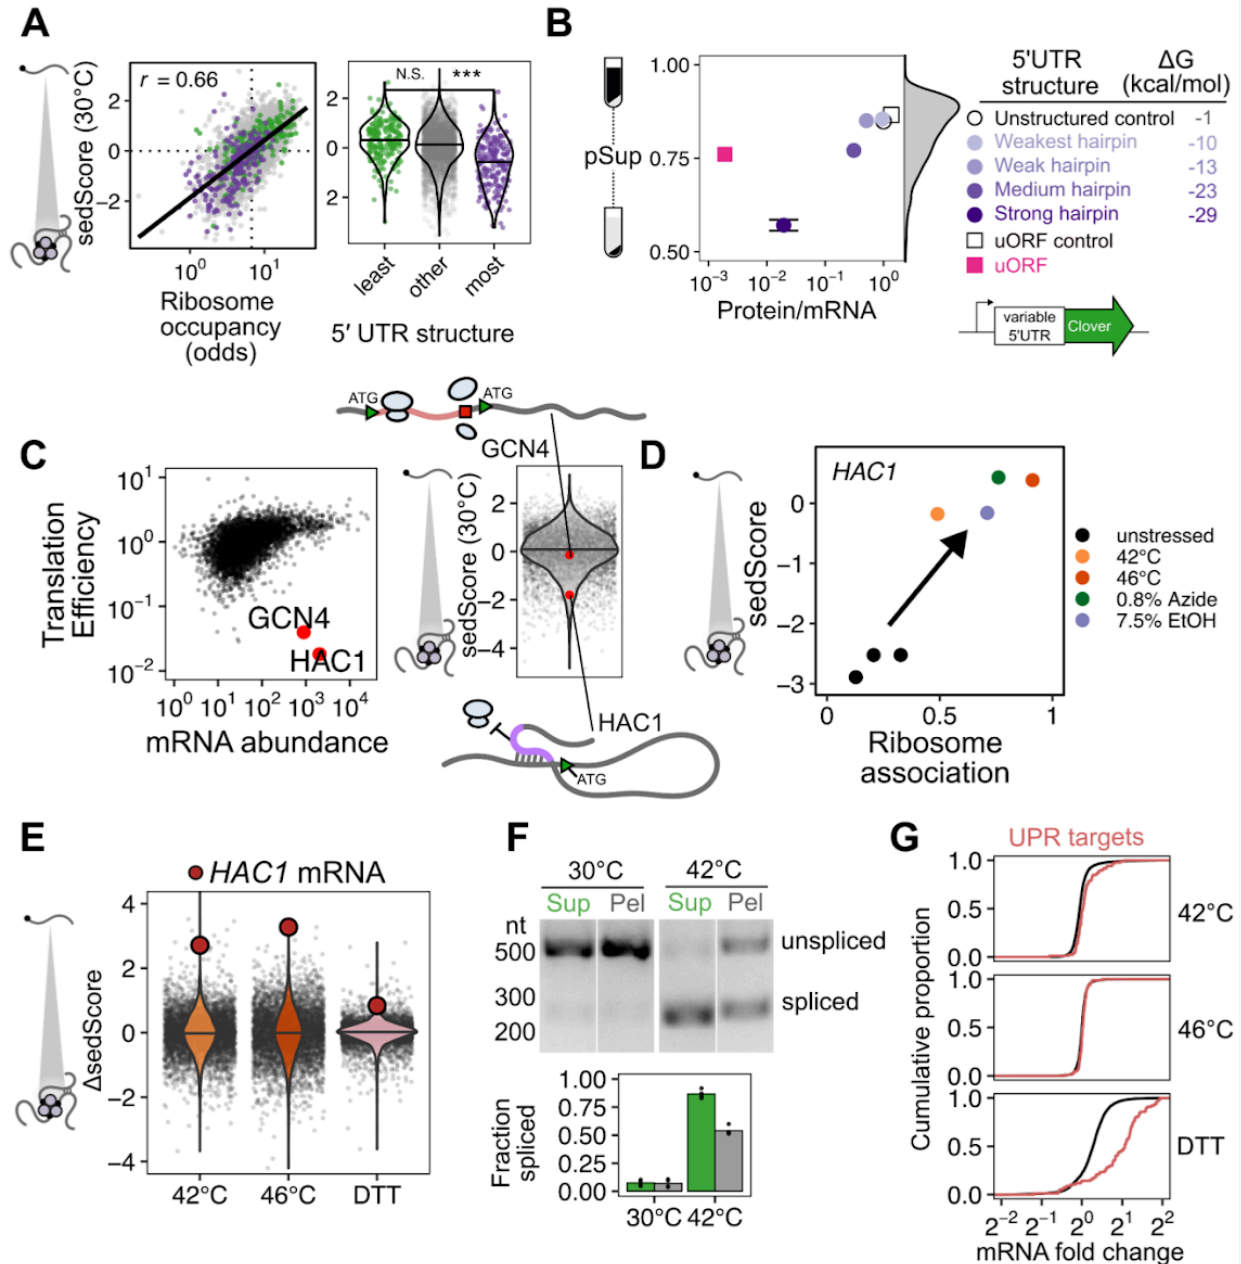 A
r = 0.66
sedScore (30°C)
2
0
−2
10⁰
10¹
Ribosome
occupancy
(odds)
N.S.
***
2
0
2
least
other
most
5′ UTR structure
B
pSup
1.00
0.75
0.50
10⁻³
10⁻²
10⁻¹
10⁰
Protein/mRNA
5'UTR
structure
ΔG
(kcal/mol)
Unstructured control -1
Weakest hairpin -10
Weak hairpin -13
Medium hairpin -23
Strong hairpin -29
uORF control
uORF
variable
5'UTR
Clover
C
Translation
Efficiency
10¹
10⁰
10⁻¹
10⁻²
GCN4
HAC1
10⁰ 10¹ 10² 10³ 10⁴
mRNA abundance
ATG
ATG
GCN4
sedScore (30°C)
2
0
−2
−4
HAC1
ATG
D
HAC1
sedScore
0
−1
−2
−3
0
0.5
1
Ribosome
association
unstressed
42°C
46°C
0.8% Azide
7.5% EtOH
E
HAC1 mRNA
ΔsedScore
4
2
0
−2
−4
42°C
46°C
DTT
F
30°C
42°C
Sup
Pel
Sup
Pel
nt
500
300
200
unspliced
spliced
Fraction
spliced
1.00
0.75
0.50
0.25
0.00
30°C 42°C
G
UPR targets
Cumulative proportion
1.0
0.5
0.0
42°C
1.0
0.5
0.0
46°C
1.0
0.5
0.0
DTT
2⁻² 2⁻¹ 2⁰ 2¹ 2²
mRNA fold change